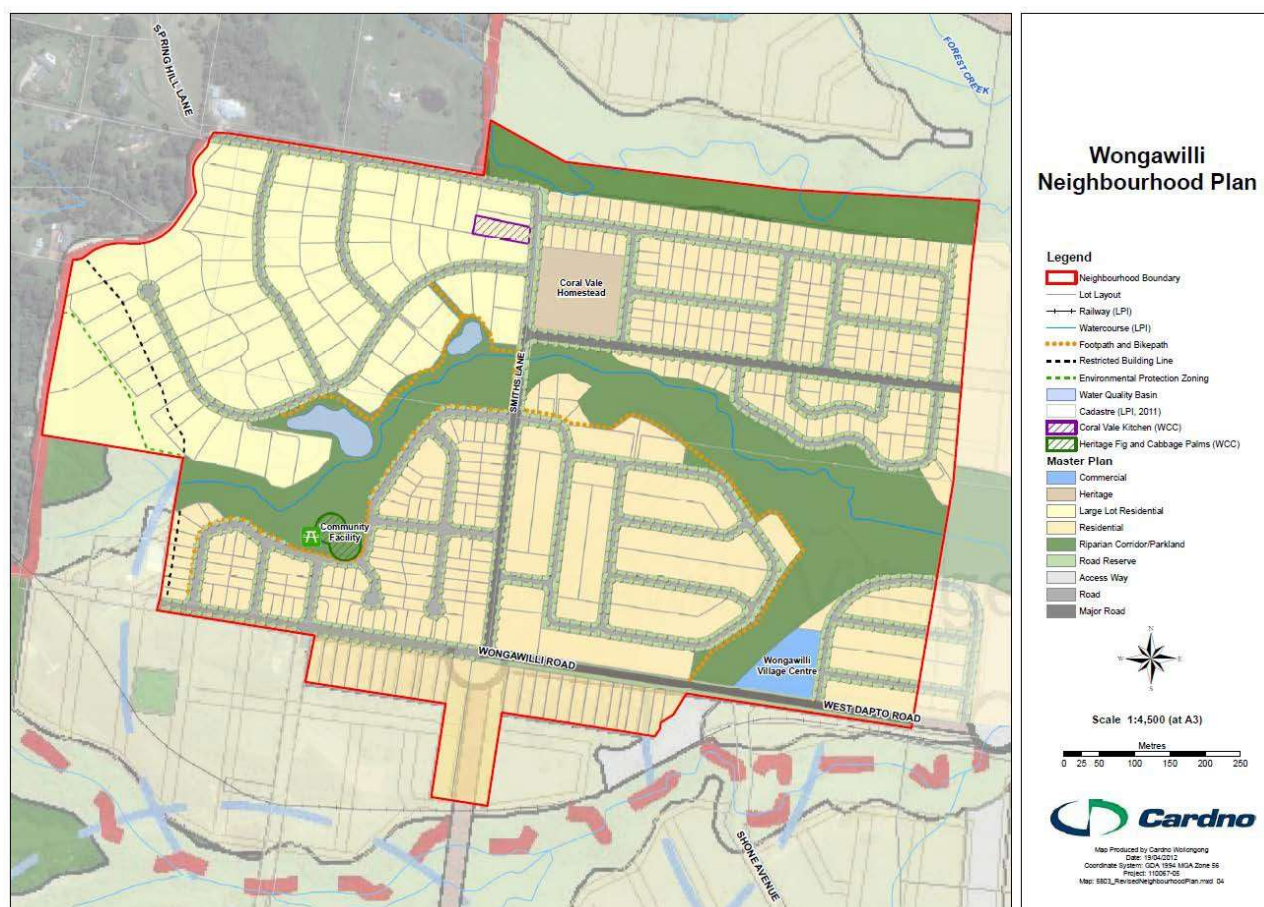 SPRING HILL LANE
FOREST CREEK
Coral Vale
Homestead
SMITHS LANE
Community
Facility
WONGAWILLI ROAD
Wongawilli
Village Centre
WEST DAPTO ROAD
SHONE AVENUE
Wongawilli
Neighbourhood Plan
Legend
Neighbourhood Boundary
Lot Layout
Railway (LPI)
Watercourse (LPI)
Footpath and Bikepath
Restricted Building Line
Environmental Protection Zoning
Water Quality Basin
Cadastre (LPI, 2011)
Coral Vale Kitchen (WCC)
Heritage Fig and Cabbage Palms (WCC)
Master Plan
Commercial
Heritage
Large Lot Residential
Residential
Riparian Corridor/Parkland
Road Reserve
Access Way
Road
Major Road
N
W E
S
Scale 1:4,500 (at A3)
Metres
0 25 50 100 150 200 250
Cardno
Map Produced by Cardno Wollongong
Date: 19/04/2012
Coordinate System: GDA 1994 MGA Zone 56
Project: 110067-05
Map: 5803_RevisedNeighbourhoodPlan.mxd 04